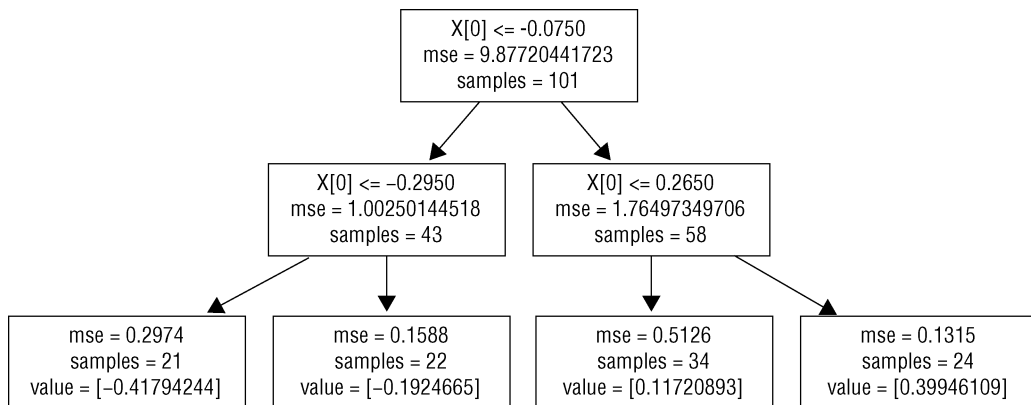 X[0] <= -0.0750
mse = 9.87720441723
samples = 101
X[0] <= –0.2950
mse = 1.00250144518
samples = 43
X[0] <= 0.2650
mse = 1.76497349706
samples = 58
mse = 0.2974
samples = 21
value = [–0.41794244]
mse = 0.1588
samples = 22
value = [–0.1924665]
mse = 0.5126
samples = 34
value = [0.11720893]
mse = 0.1315
samples = 24
value = [0.39946109]